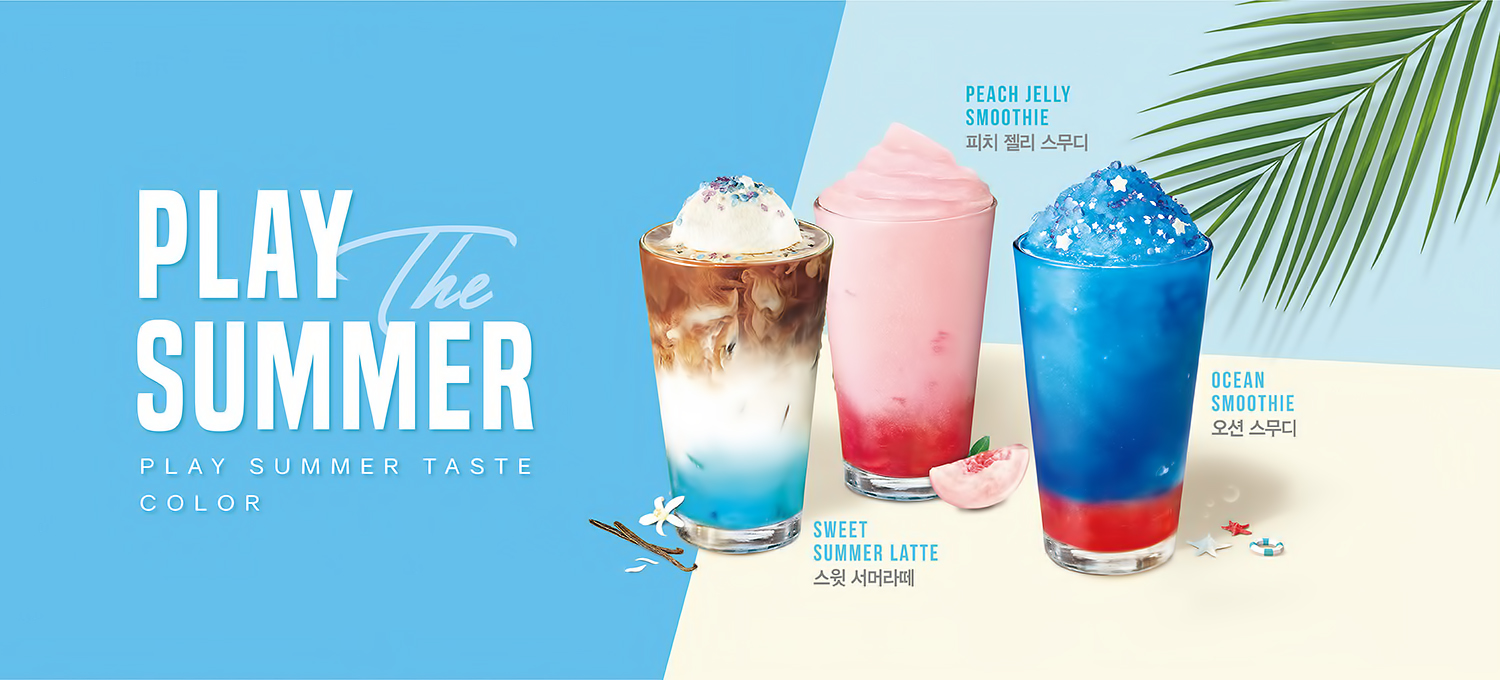 PLAY
The
SUMMER
PLAY SUMMER TASTE
COLOR
PEACH JELLY
SMOOTHIE
피치 젤리 스무디
OCEAN
SMOOTHIE
오션 스무디
SWEET
SUMMER LATTE
스윗 서머라떼